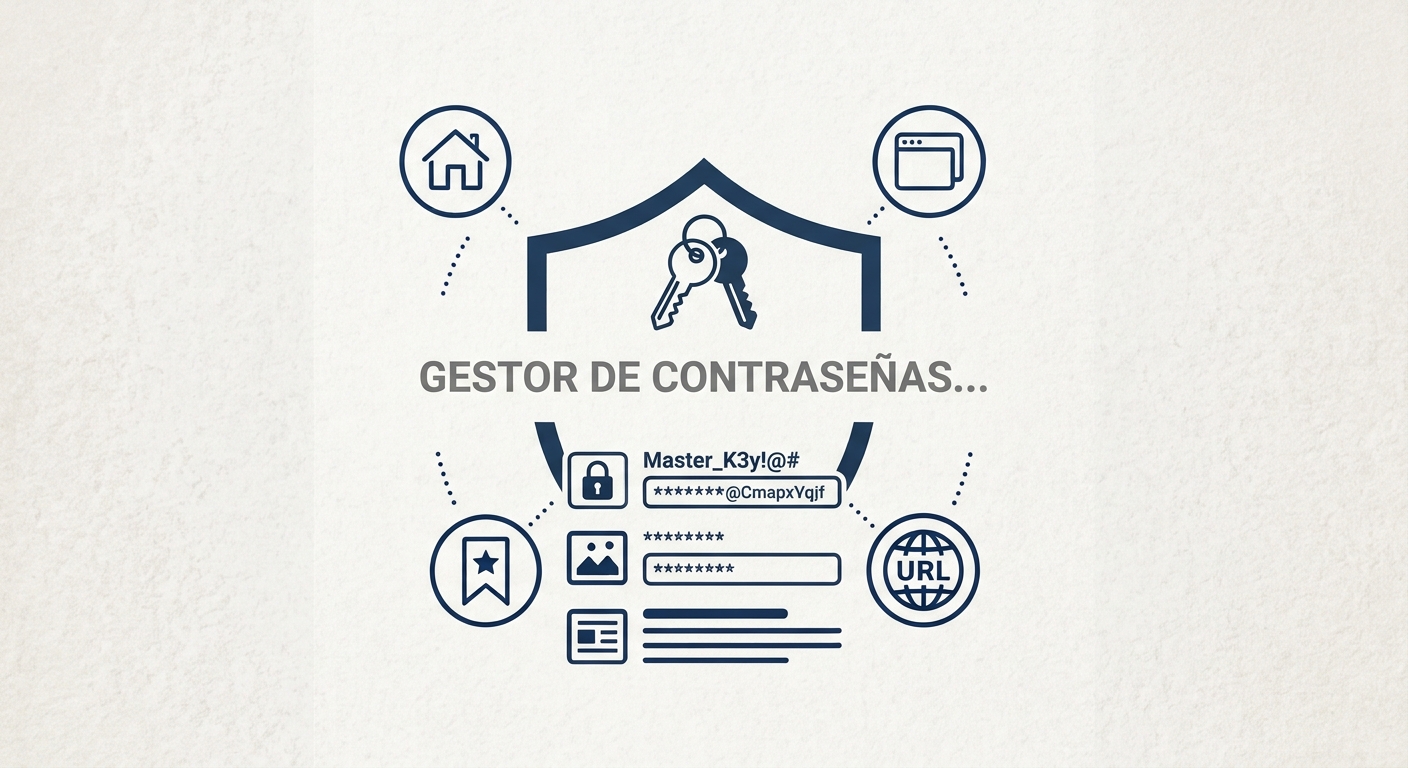 GESTOR DE CONTRASEÑAS...
Master_K3y!@#
*******@CmapxYqjf
********
********
URL